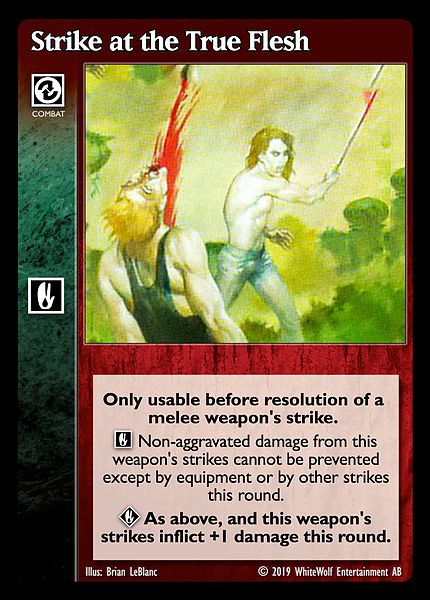 Strike at the True Flesh
COMBAT
Only usable before resolution of a
melee weapon's strike.
Non-aggravated damage from this
weapon's strikes cannot be prevented
except by equipment or by other strikes
this round.
As above, and this weapon's
strikes inflict +1 damage this round.
Illus: Brian LeBlanc
© 2019 WhiteWolf Entertainment AB